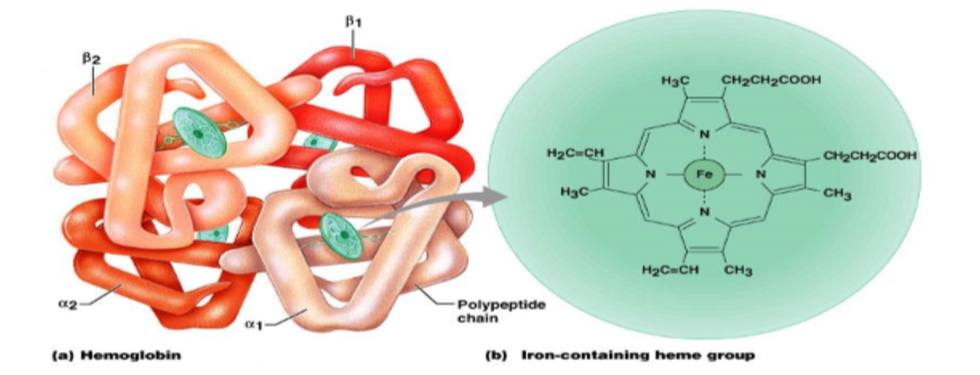 β1
β2
α2
α1
Polypeptide
chain
(a) Hemoglobin
H3C
CH2CH2COOH
N
H2C=CH
CH2CH2COOH
N
Fe
N
H3C
CH3
N
H2C=CH
CH3
(b) Iron-containing heme group